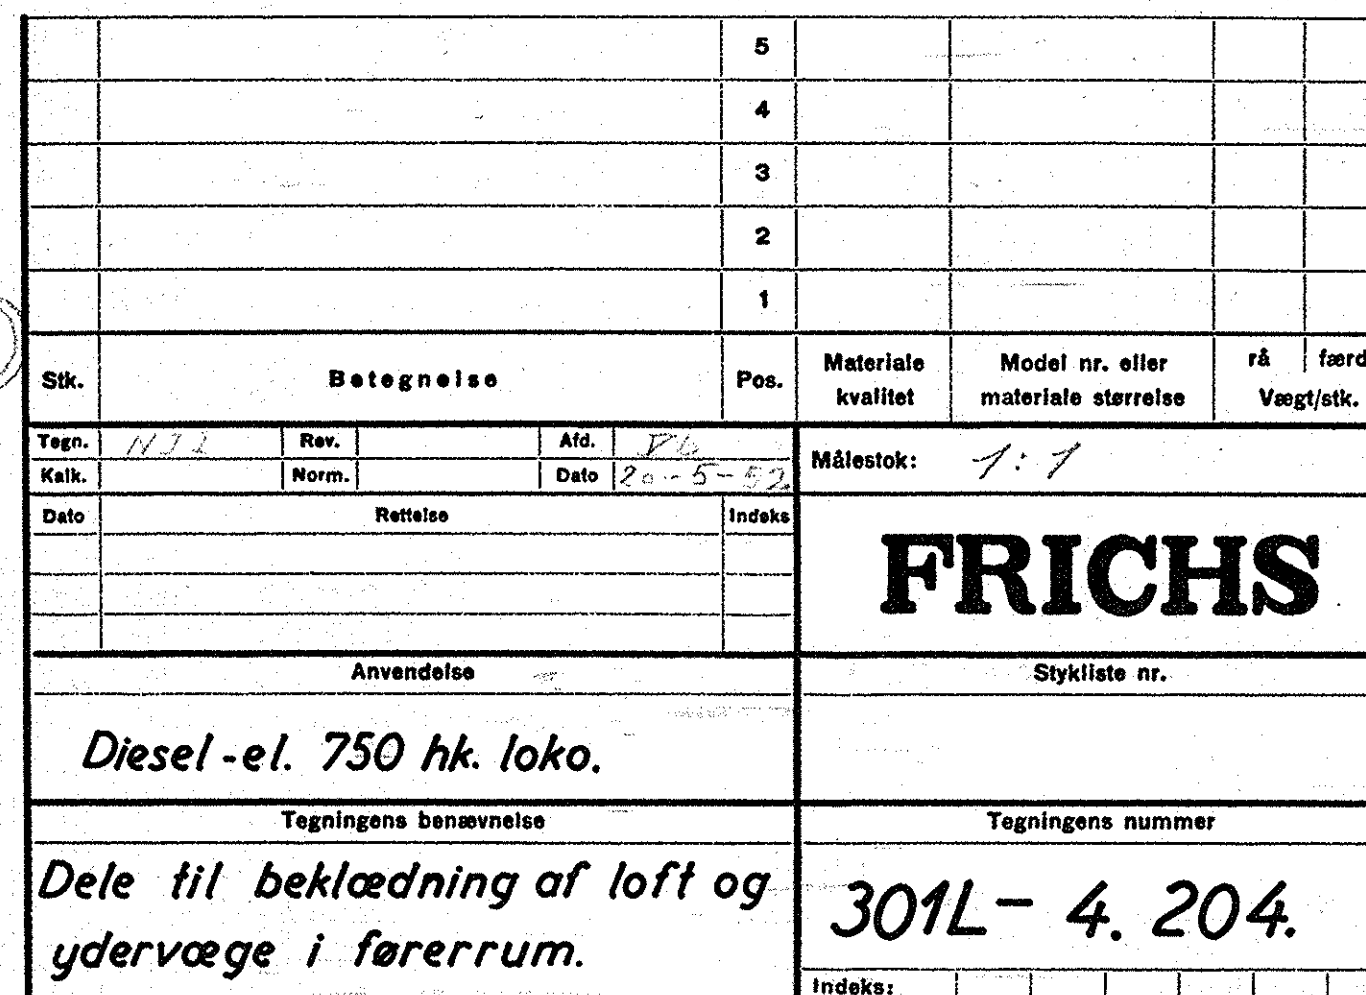 5
4
3
2
1
Stk. Betegnelse Pos. Materiale kvalitet Model nr. eller materiale størrelse rå færd Vægt/stk.
Tegn. Rev. Afd. Målestok: 1:1
Kalk. Norm. Dato 20-5-52
Dato Rettelse Indeks
FRICHS
Anvendelse Stykliste nr.
Diesel-el. 750 hk. loko.
Tegningens benævnelse Tegningens nummer
Dele til beklædning af loft og
ydervæge i førerrum.
301L- 4. 204.
Indeks: